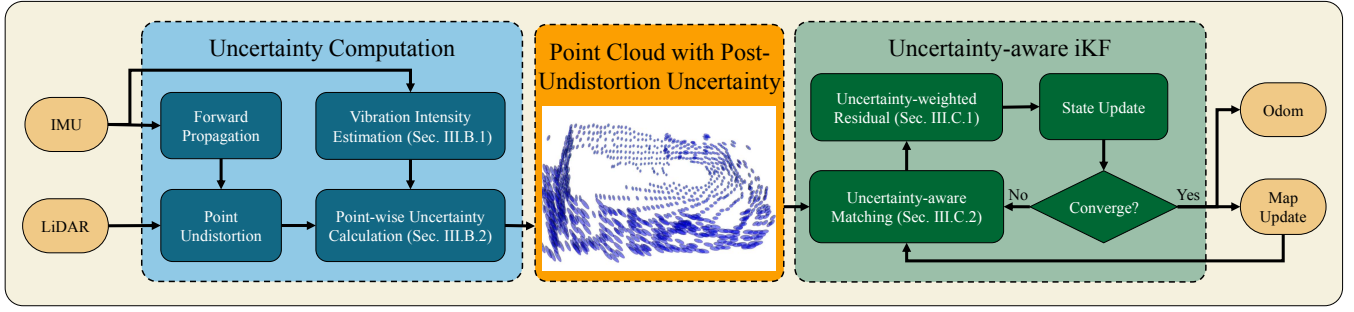 Uncertainty Computation
IMU
LiDAR
Forward
Propagation
Vibration Intensity
Estimation (Sec. III.B.1)
Point
Undistortion
Point-wise Uncertainty
Calculation (Sec. III.B.2)
Point Cloud with Post-
Undistortion Uncertainty
Uncertainty-aware iKF
Uncertainty-weighted
Residual (Sec. III.C.1)
State Update
Uncertainty-aware
Matching (Sec. III.C.2)
No
Converge?
Yes
Odom
Map
Update